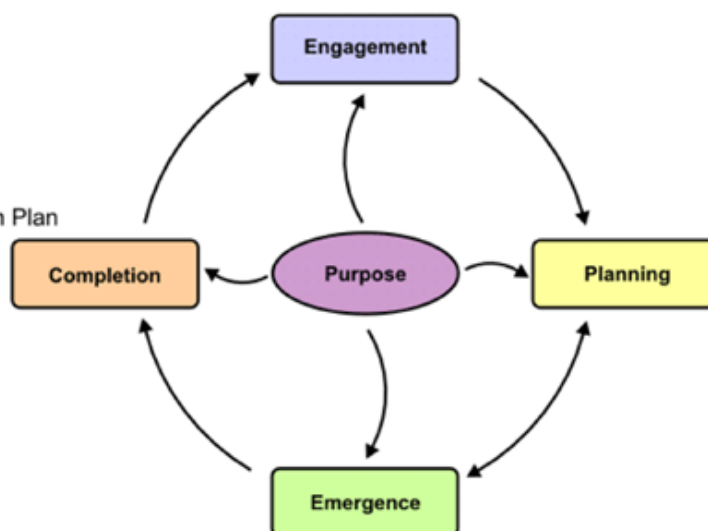 Engagement
n Plan
Completion
Purpose
Planning
Emergence